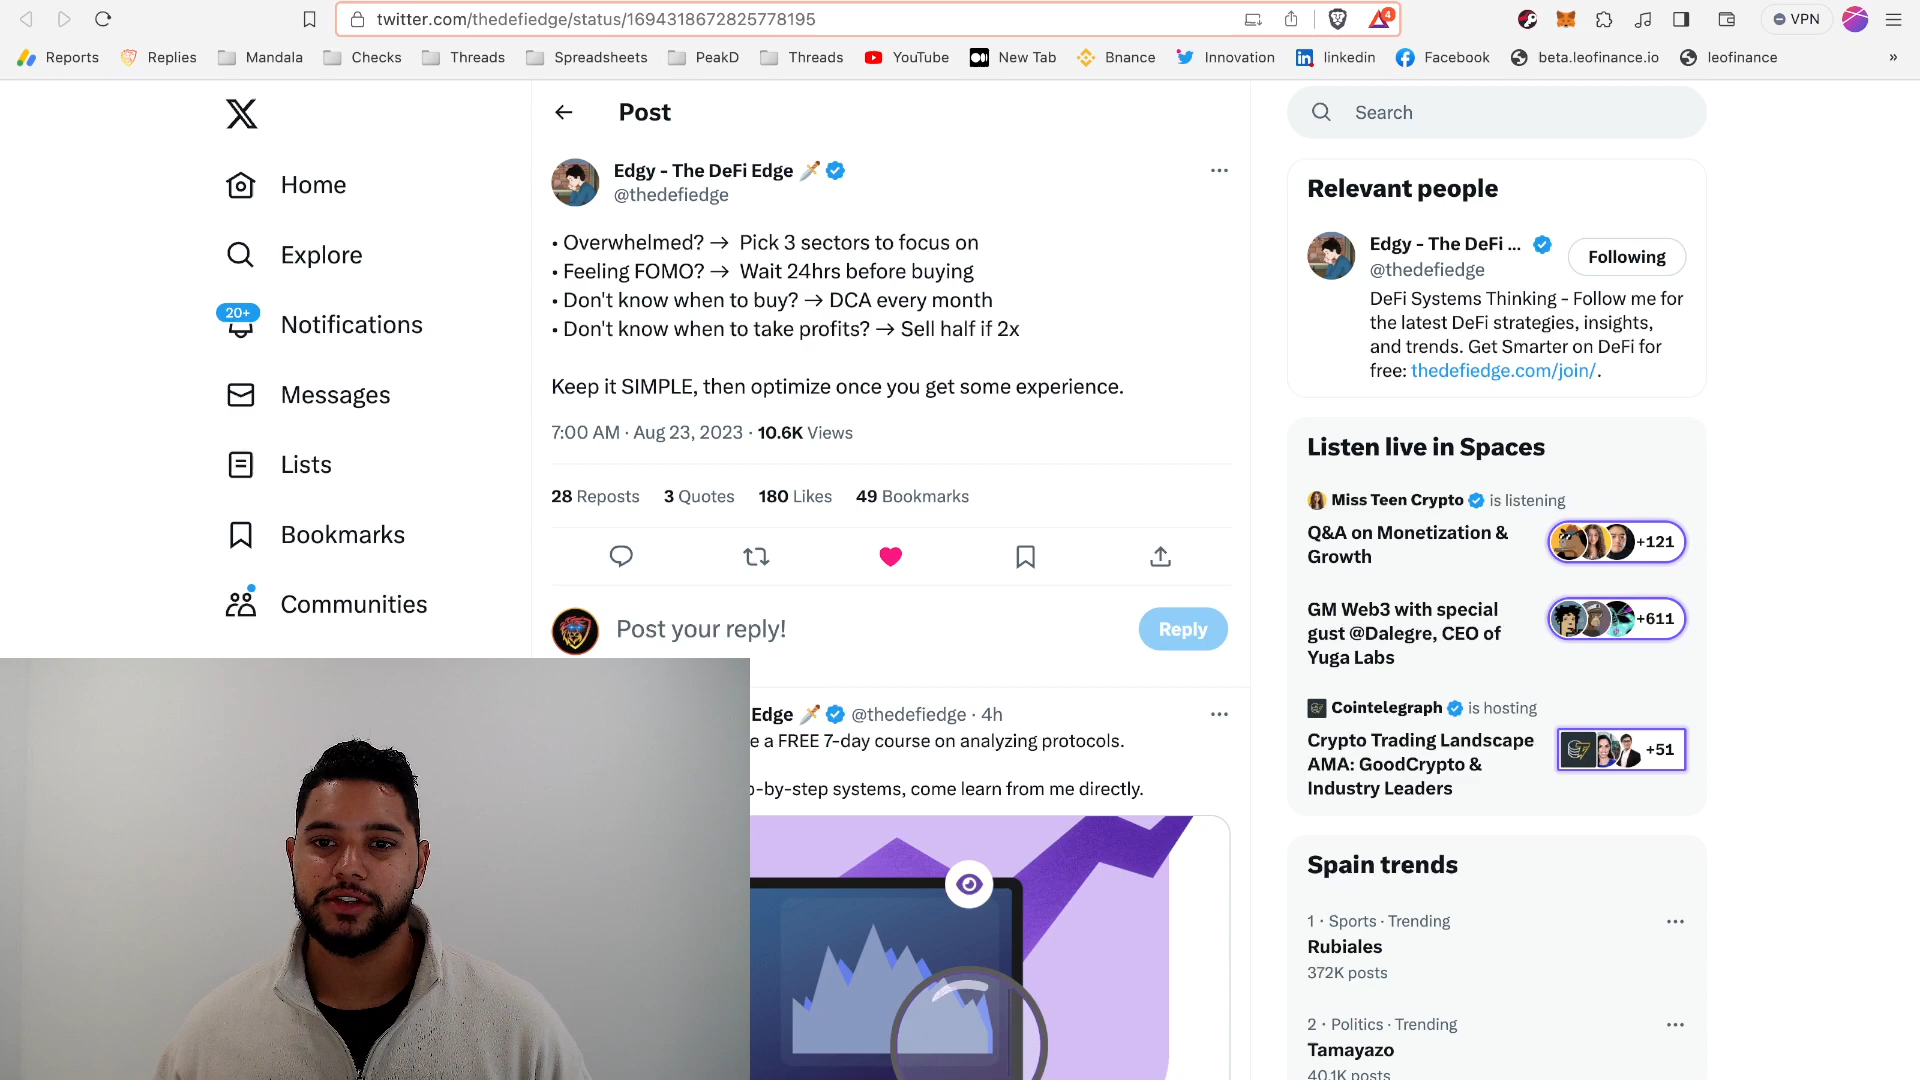 twitter.com/thedefiedge/status/1694318672825778195
4
VPN
Reports
Replies
Mandala
Checks
Threads
Spreadsheets
PeakD
Threads
YouTube
New Tab
Bnance
Innovation
linkedin
Facebook
beta.leofinance.io
leofinance
»
Home
Explore
20+
Notifications
Messages
Lists
Bookmarks
Communities
Post
Edgy - The DeFi Edge
@thedefiedge
• Overwhelmed? → Pick 3 sectors to focus on
• Feeling FOMO? → Wait 24hrs before buying
• Don't know when to buy? → DCA every month
• Don't know when to take profits? → Sell half if 2x
Keep it SIMPLE, then optimize once you get some experience.
7:00 AM · Aug 23, 2023 · 10.6K Views
28 Reposts 3 Quotes 180 Likes 49 Bookmarks
Post your reply!
Reply
Edge @thedefiedge · 4h
e a FREE 7-day course on analyzing protocols.
-by-step systems, come learn from me directly.
Search
Relevant people
Edgy - The DeFi ...
@thedefiedge
Following
DeFi Systems Thinking - Follow me for
the latest DeFi strategies, insights,
and trends. Get Smarter on DeFi for
free: thedefiedge.com/join/.
Listen live in Spaces
Miss Teen Crypto is listening
Q&A on Monetization &
Growth
+121
GM Web3 with special
gust @Dalegre, CEO of
Yuga Labs
+611
Cointelegraph is hosting
Crypto Trading Landscape
AMA: GoodCrypto &
Industry Leaders
+51
Spain trends
1 · Sports · Trending
Rubiales
372K posts
2 · Politics · Trending
Tamayazo
40.1K posts